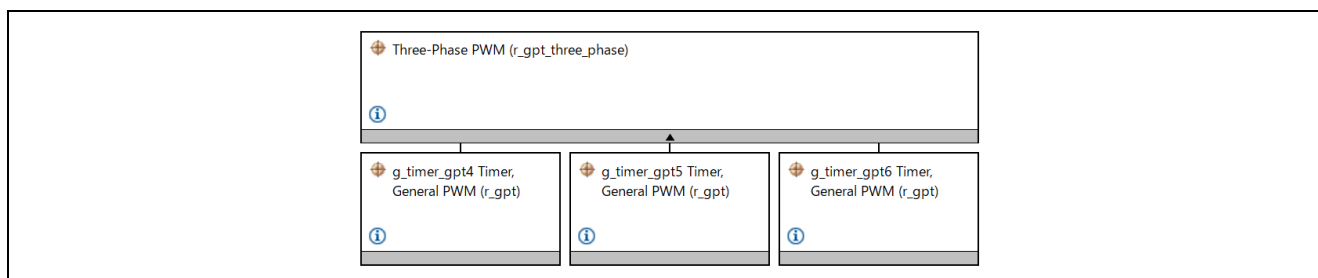 Three-Phase PWM (r_gpt_three_phase)
g_timer_gpt4 Timer,
General PWM (r_gpt)
g_timer_gpt5 Timer,
General PWM (r_gpt)
g_timer_gpt6 Timer,
General PWM (r_gpt)